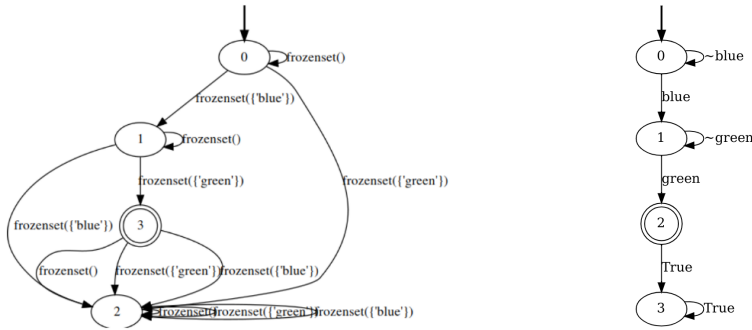 0
frozenset()
frozenset({'blue'})
1
frozenset()
frozenset({'green'})
frozenset({'green'})
frozenset({'blue'})
3
frozenset()
frozenset({'green'})
frozenset({'blue'})
2
frozenset()
frozenset({'green'})
frozenset({'blue'})
0
~blue
blue
1
~green
green
2
True
3
True